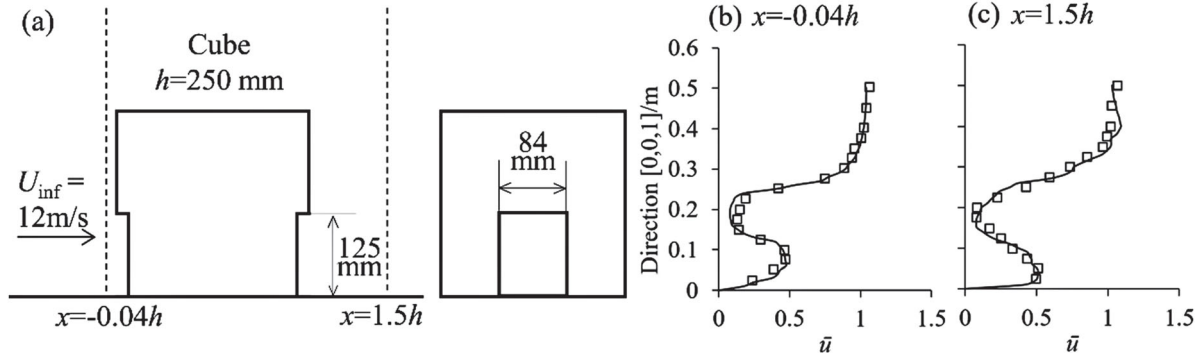 (a)
Cube
h=250 mm
U_inf =
12m/s
125
mm
x=-0.04h
x=1.5h
84
mm
(b) x=-0.04h
Direction [0,0,1]/m
0.6
0.5
0.4
0.3
0.2
0.1
0
0
0.5
1
1.5
ū
(c) x=1.5h
0
0.5
1
1.5
ū